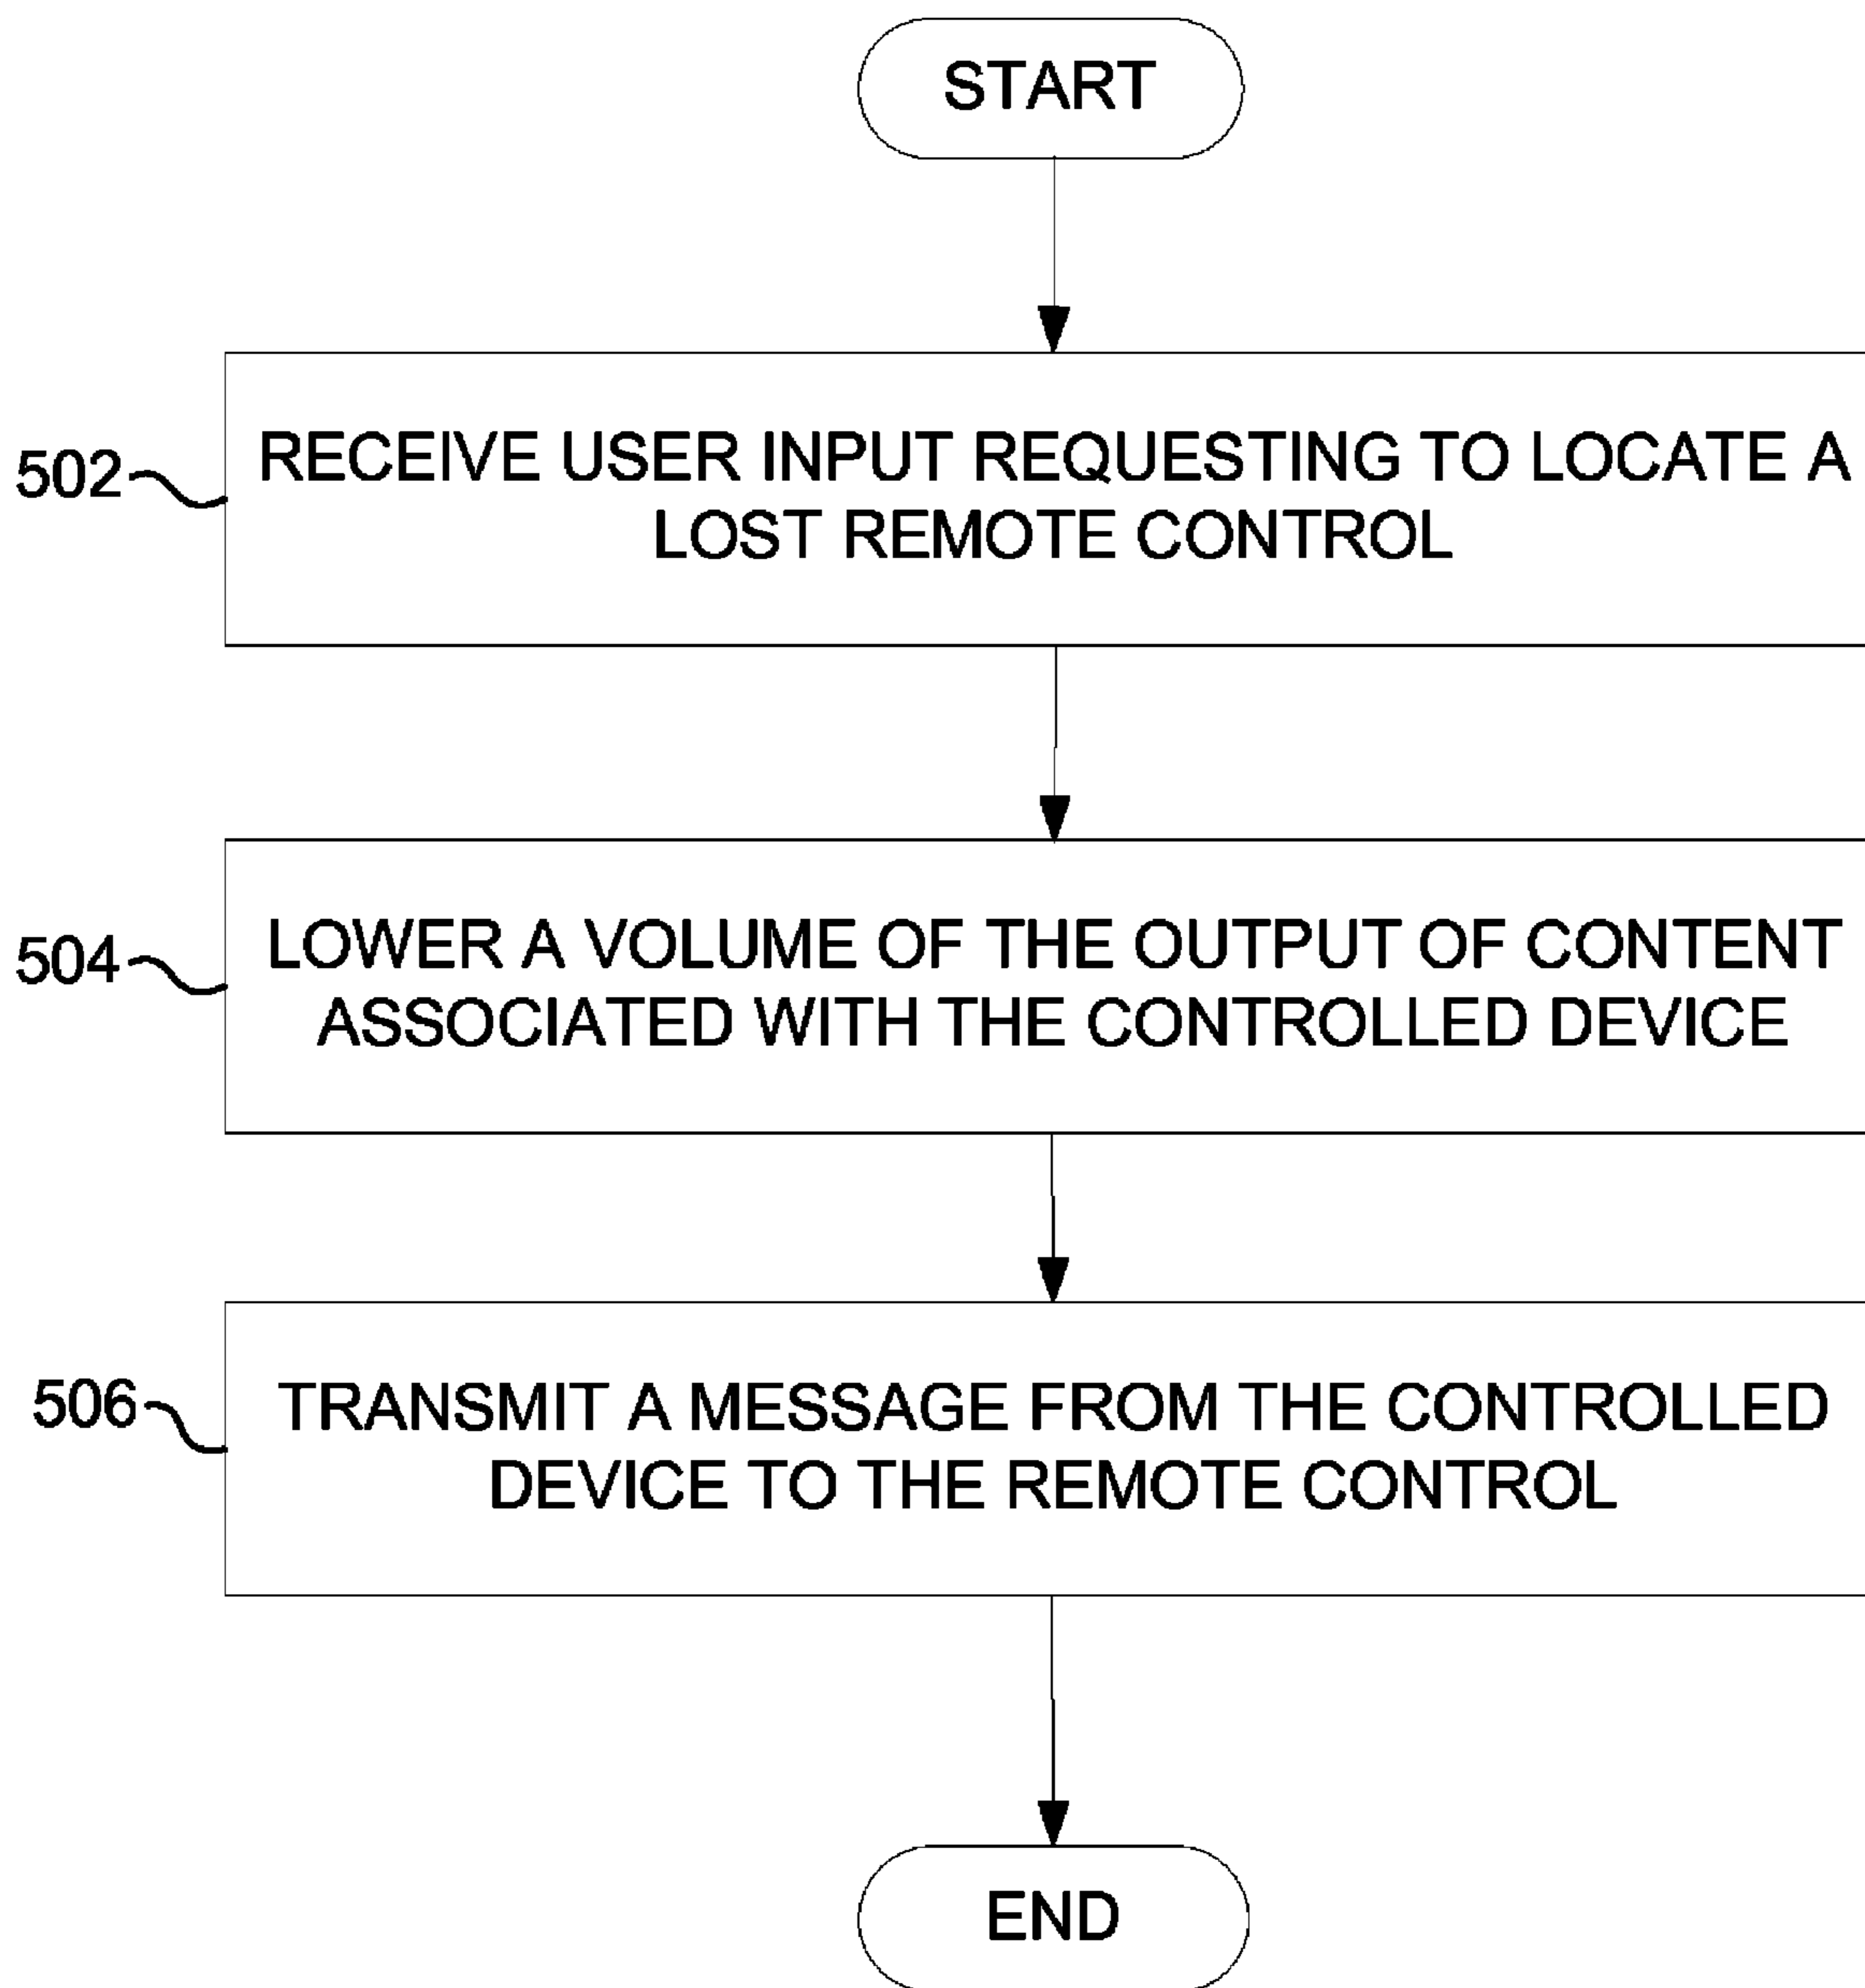 START
502
RECEIVE USER INPUT REQUESTING TO LOCATE A
LOST REMOTE CONTROL
504
LOWER A VOLUME OF THE OUTPUT OF CONTENT
ASSOCIATED WITH THE CONTROLLED DEVICE
506
TRANSMIT A MESSAGE FROM THE CONTROLLED
DEVICE TO THE REMOTE CONTROL
END